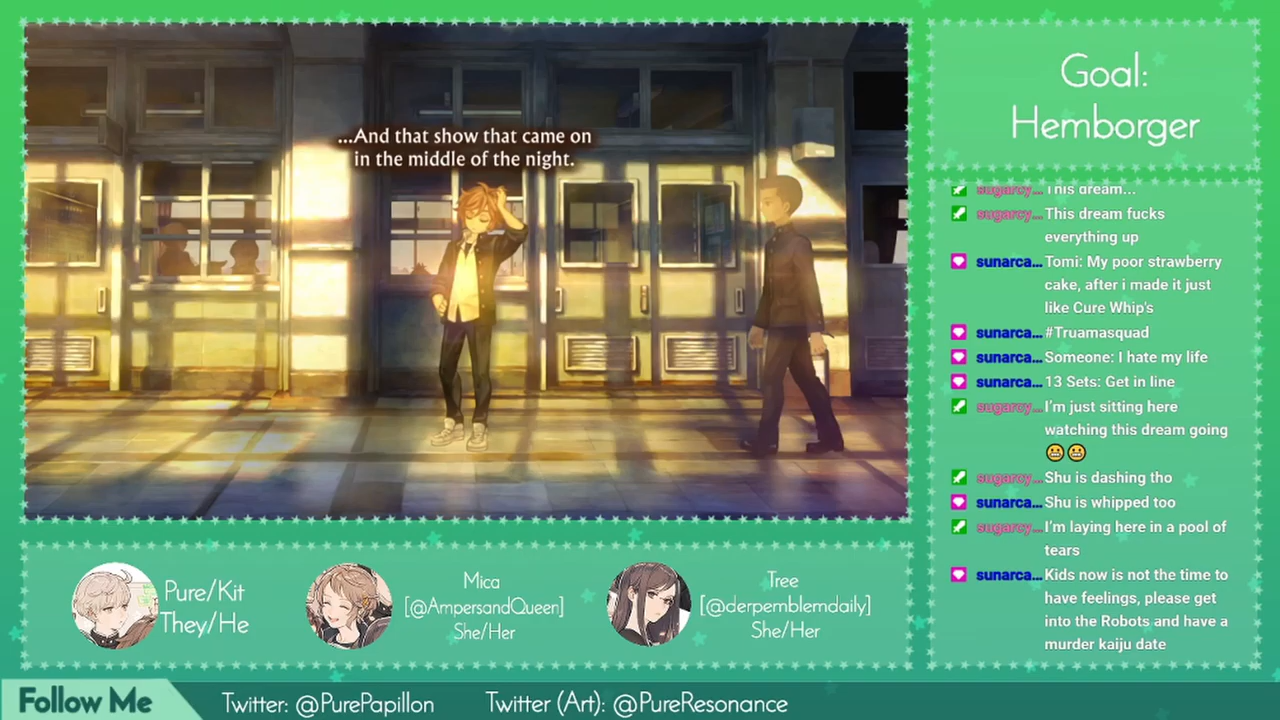 ...And that show that came on
in the middle of the night.
Goal:
Hemborger
sugarcy... This dream...
sugarcy... This dream fucks
everything up
sunarca... Tomi: My poor strawberry
cake, after i made it just
like Cure Whip's
sunarca... #Truamasquad
sunarca... Someone: I hate my life
sunarca... 13 Sets: Get in line
sugarcy... I'm just sitting here
watching this dream going
sugarcy... Shu is dashing tho
sunarca... Shu is whipped too
sugarcy... I'm laying here in a pool of
tears
sunarca... Kids now is not the time to
have feelings, please get
into the Robots and have a
murder kaiju date
Pure/Kit
They/He
Mica
[@AmpersandQueen]
She/Her
Tree
[@derpemblemdaily]
She/Her
Follow Me
Twitter: @PurePapillon
Twitter (Art): @PureResonance